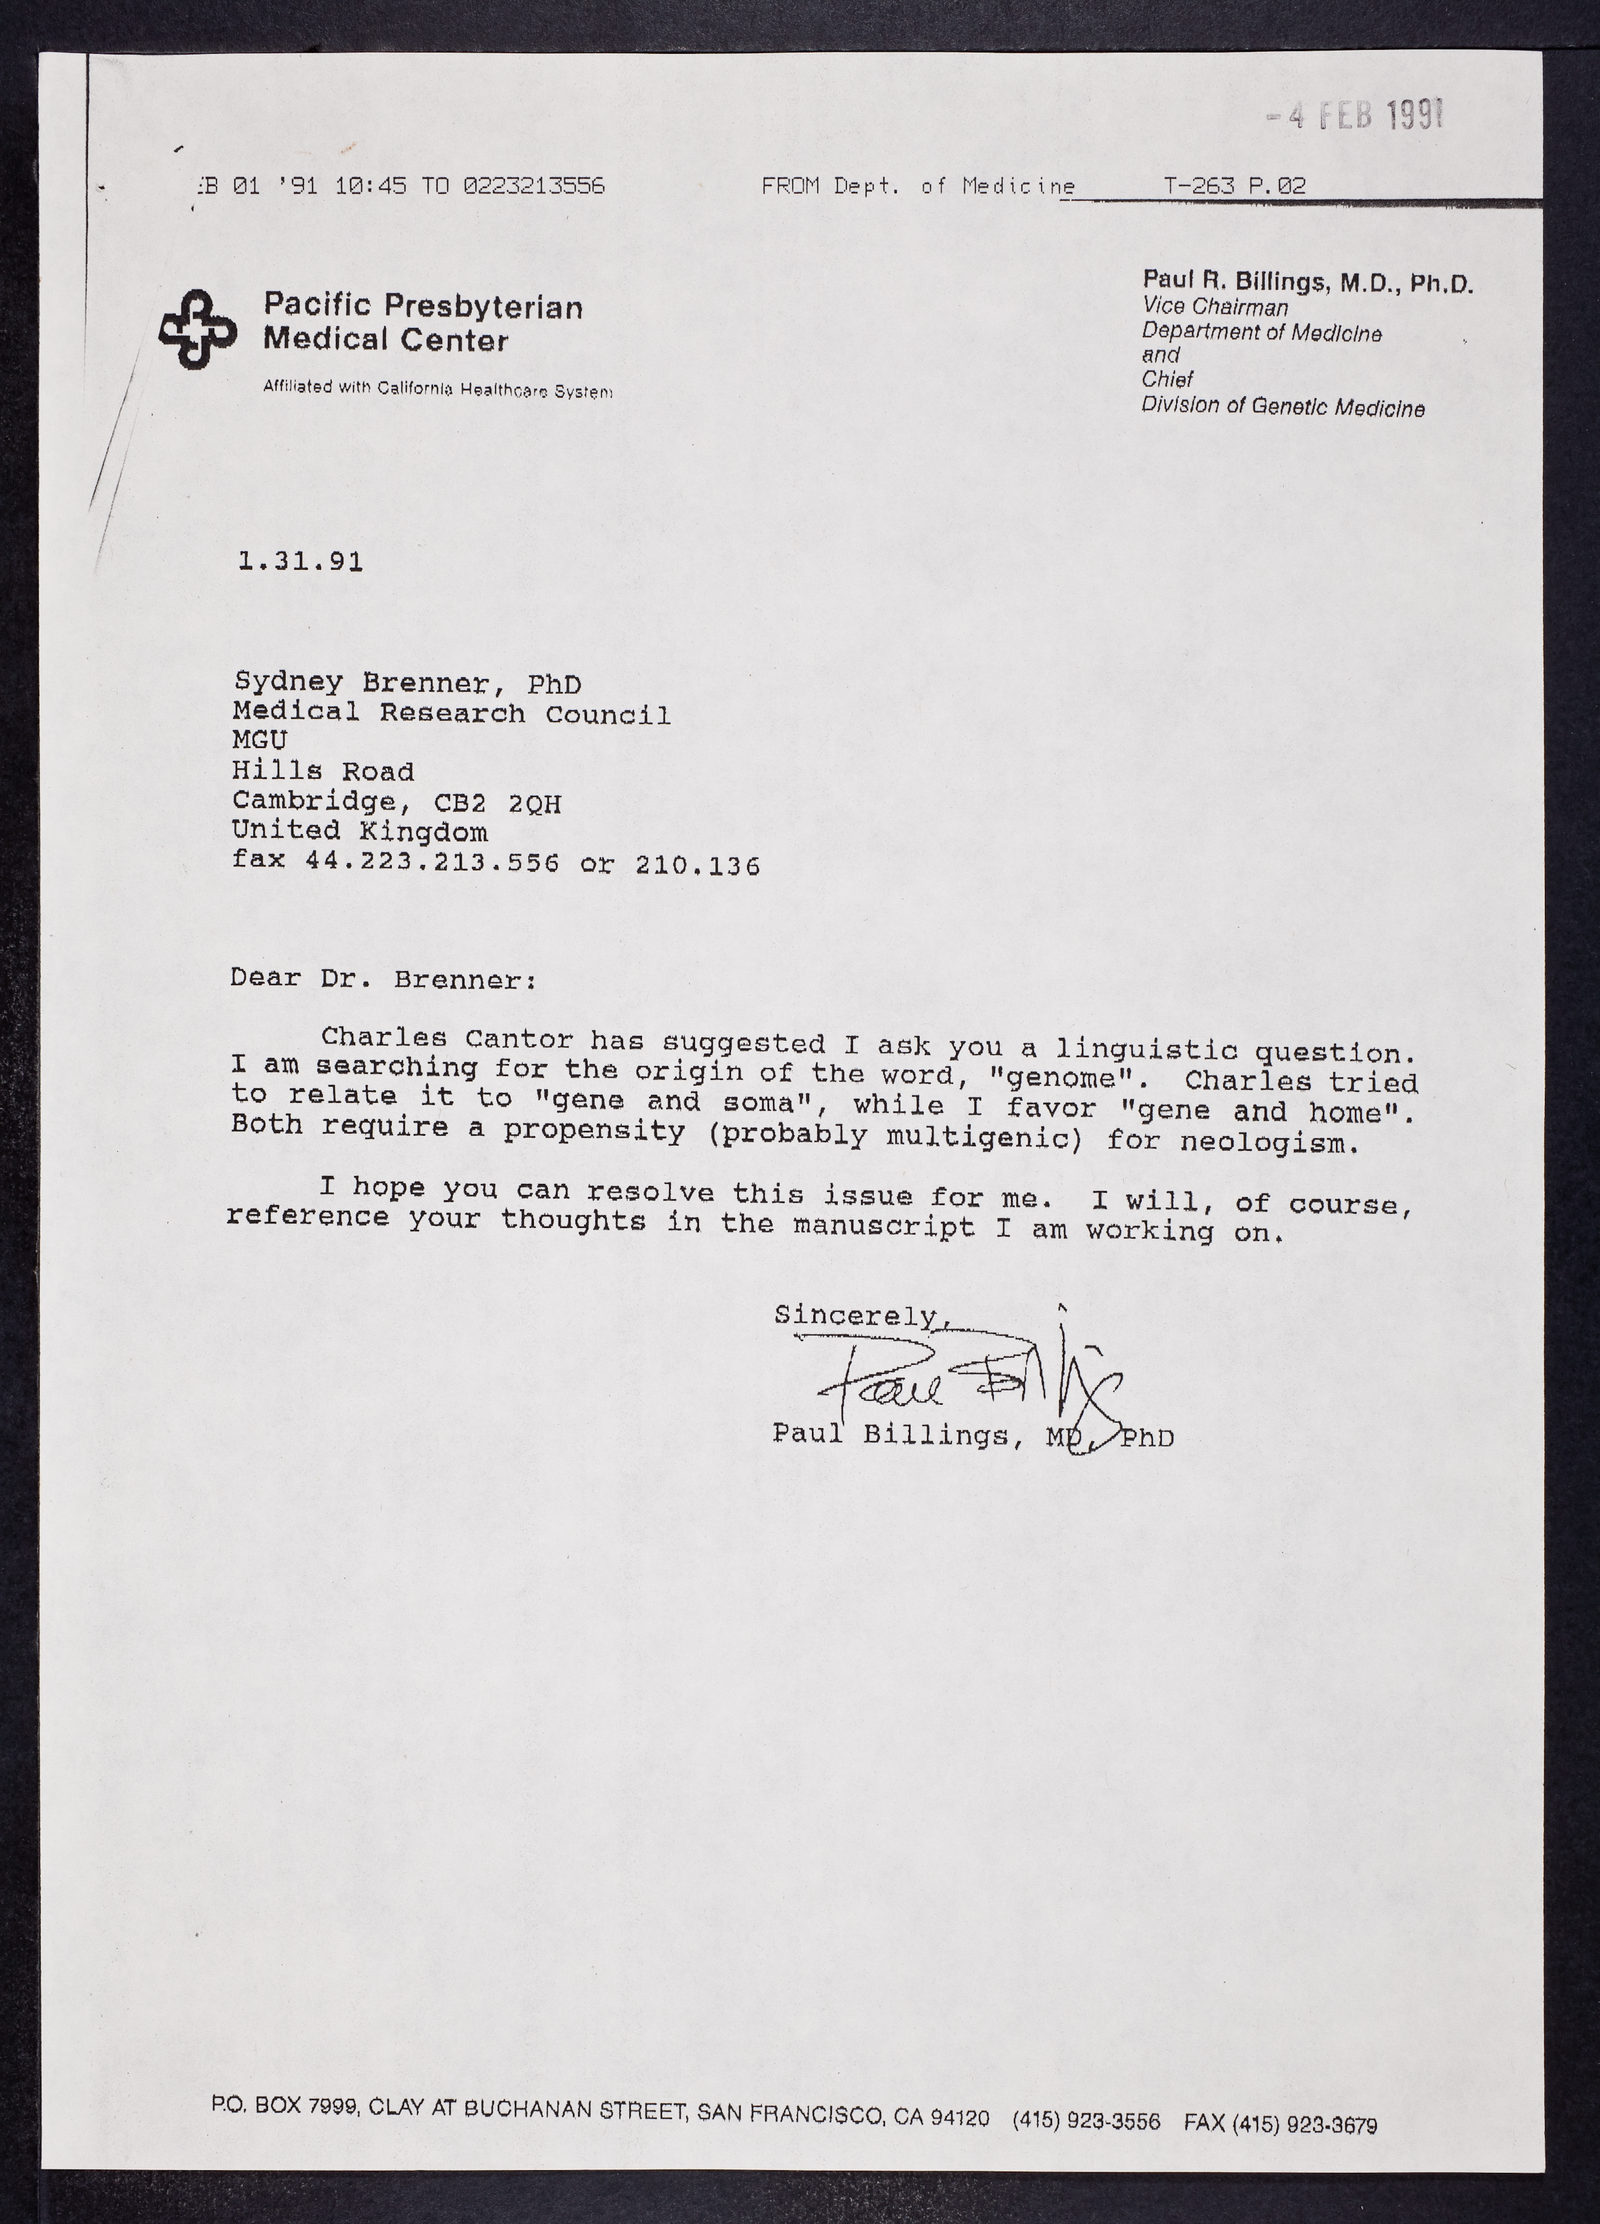 -4 FEB 1991
EB 01 '91 10:45 TO 0223213556 FROM Dept. of Medicine T-263 P.02
Pacific Presbyterian
Medical Center
Affiliated with California Healthcare System
Paul R. Billings, M.D., Ph.D.
Vice Chairman
Department of Medicine
and
Chief
Division of Genetic Medicine
1.31.91
Sydney Brenner, PhD
Medical Research Council
MGU
Hills Road
Cambridge, CB2 2QH
United Kingdom
fax 44.223.213.556 or 210.136
Dear Dr. Brenner:
Charles Cantor has suggested I ask you a linguistic question.
I am searching for the origin of the word, "genome". Charles tried
to relate it to "gene and soma", while I favor "gene and home".
Both require a propensity (probably multigenic) for neologism.
I hope you can resolve this issue for me. I will, of course,
reference your thoughts in the manuscript I am working on.
Sincerely,
Paul Billings
Paul Billings, MD, PhD
P.O. BOX 7999, CLAY AT BUCHANAN STREET, SAN FRANCISCO, CA 94120 (415) 923-3556 FAX (415) 923-3679